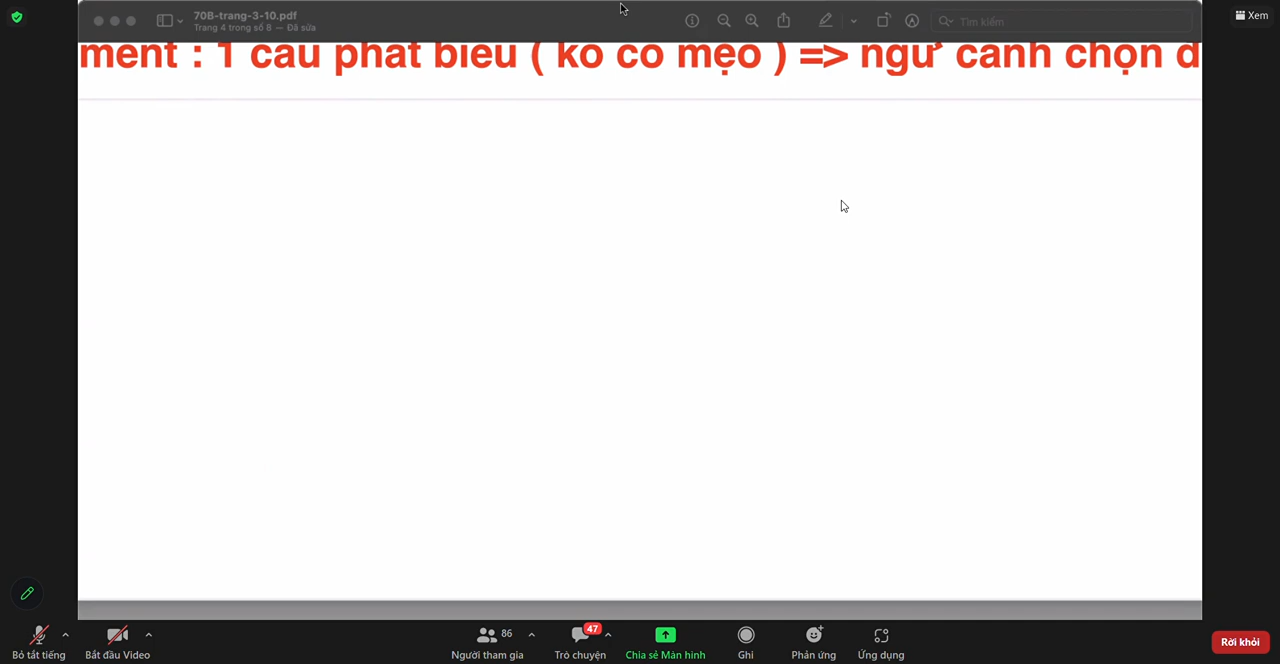 70B-trang-3-10.pdf
Trang 4 trong số 8 — Đã sửa
Tìm kiếm
Xem
ment : 1 câu phát biểu ( ko có mẹo ) => ngữ cảnh chọn d
Bỏ tắt tiếng
Bắt đầu Video
86
Người tham gia
47
Trò chuyện
Chia sẻ Màn hình
Ghi
Phản ứng
Ứng dụng
Rời khỏi